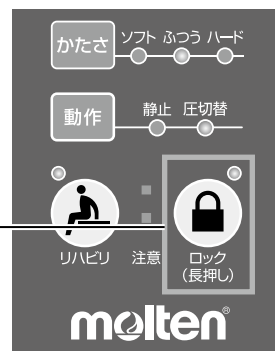 かたさ
ソフト ふつう ハード
動作
静止 圧切替
リハビリ
注意
ロック
(長押し)
molten®